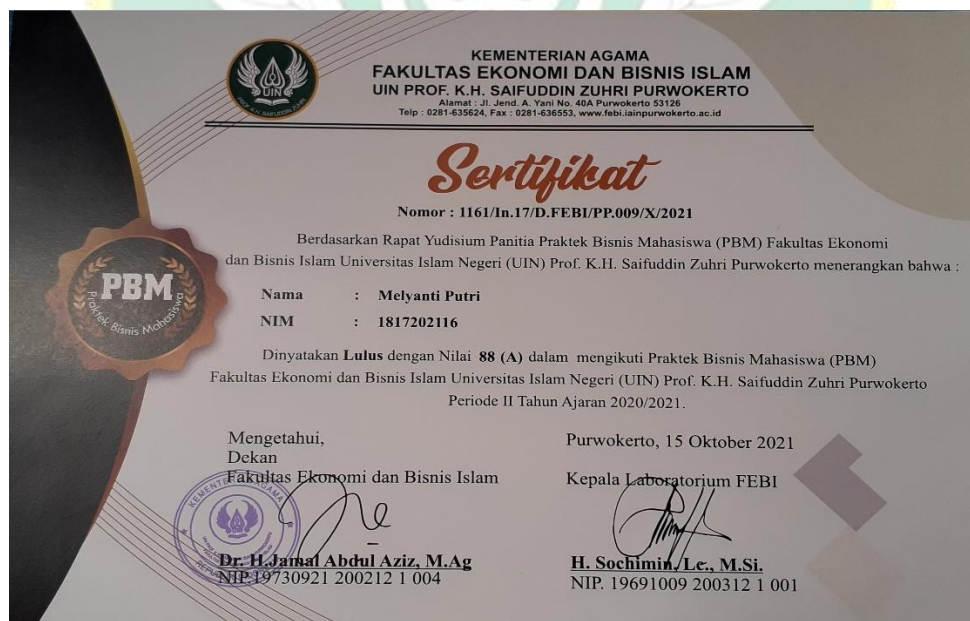 UIN
PROF. K.H. SAIFUDDIN ZUHRI
KEMENTERIAN AGAMA
FAKULTAS EKONOMI DAN BISNIS ISLAM
UIN PROF. K.H. SAIFUDDIN ZUHRI PURWOKERTO
Alamat : Jl. Jend. A. Yani No. 40A Purwokerto 53126
Telp : 0281-635624, Fax : 0281-636553, www.febi.iainpurwokerto.ac.id
Sertifikat
Nomor : 1161/In.17/D.FEBI/PP.009/X/2021
Berdasarkan Rapat Yudisium Panitia Praktek Bisnis Mahasiswa (PBM) Fakultas Ekonomi
dan Bisnis Islam Universitas Islam Negeri (UIN) Prof. K.H. Saifuddin Zuhri Purwokerto menerangkan bahwa :
PBM
Praktek Bisnis Mahasiswa
Nama : Melyanti Putri
NIM : 1817202116
Dinyatakan Lulus dengan Nilai 88 (A) dalam mengikuti Praktek Bisnis Mahasiswa (PBM)
Fakultas Ekonomi dan Bisnis Islam Universitas Islam Negeri (UIN) Prof. K.H. Saifuddin Zuhri Purwokerto
Periode II Tahun Ajaran 2020/2021.
Mengetahui,
Dekan
Fakultas Ekonomi dan Bisnis Islam
KEMENTERIAN AGAMA
Dr. H.Jamal Abdul Aziz, M.Ag
NIP.19730921 200212 1 004
Purwokerto, 15 Oktober 2021
Kepala Laboratorium FEBI
H. Sochimin, Lc., M.Si.
NIP. 19691009 200312 1 001